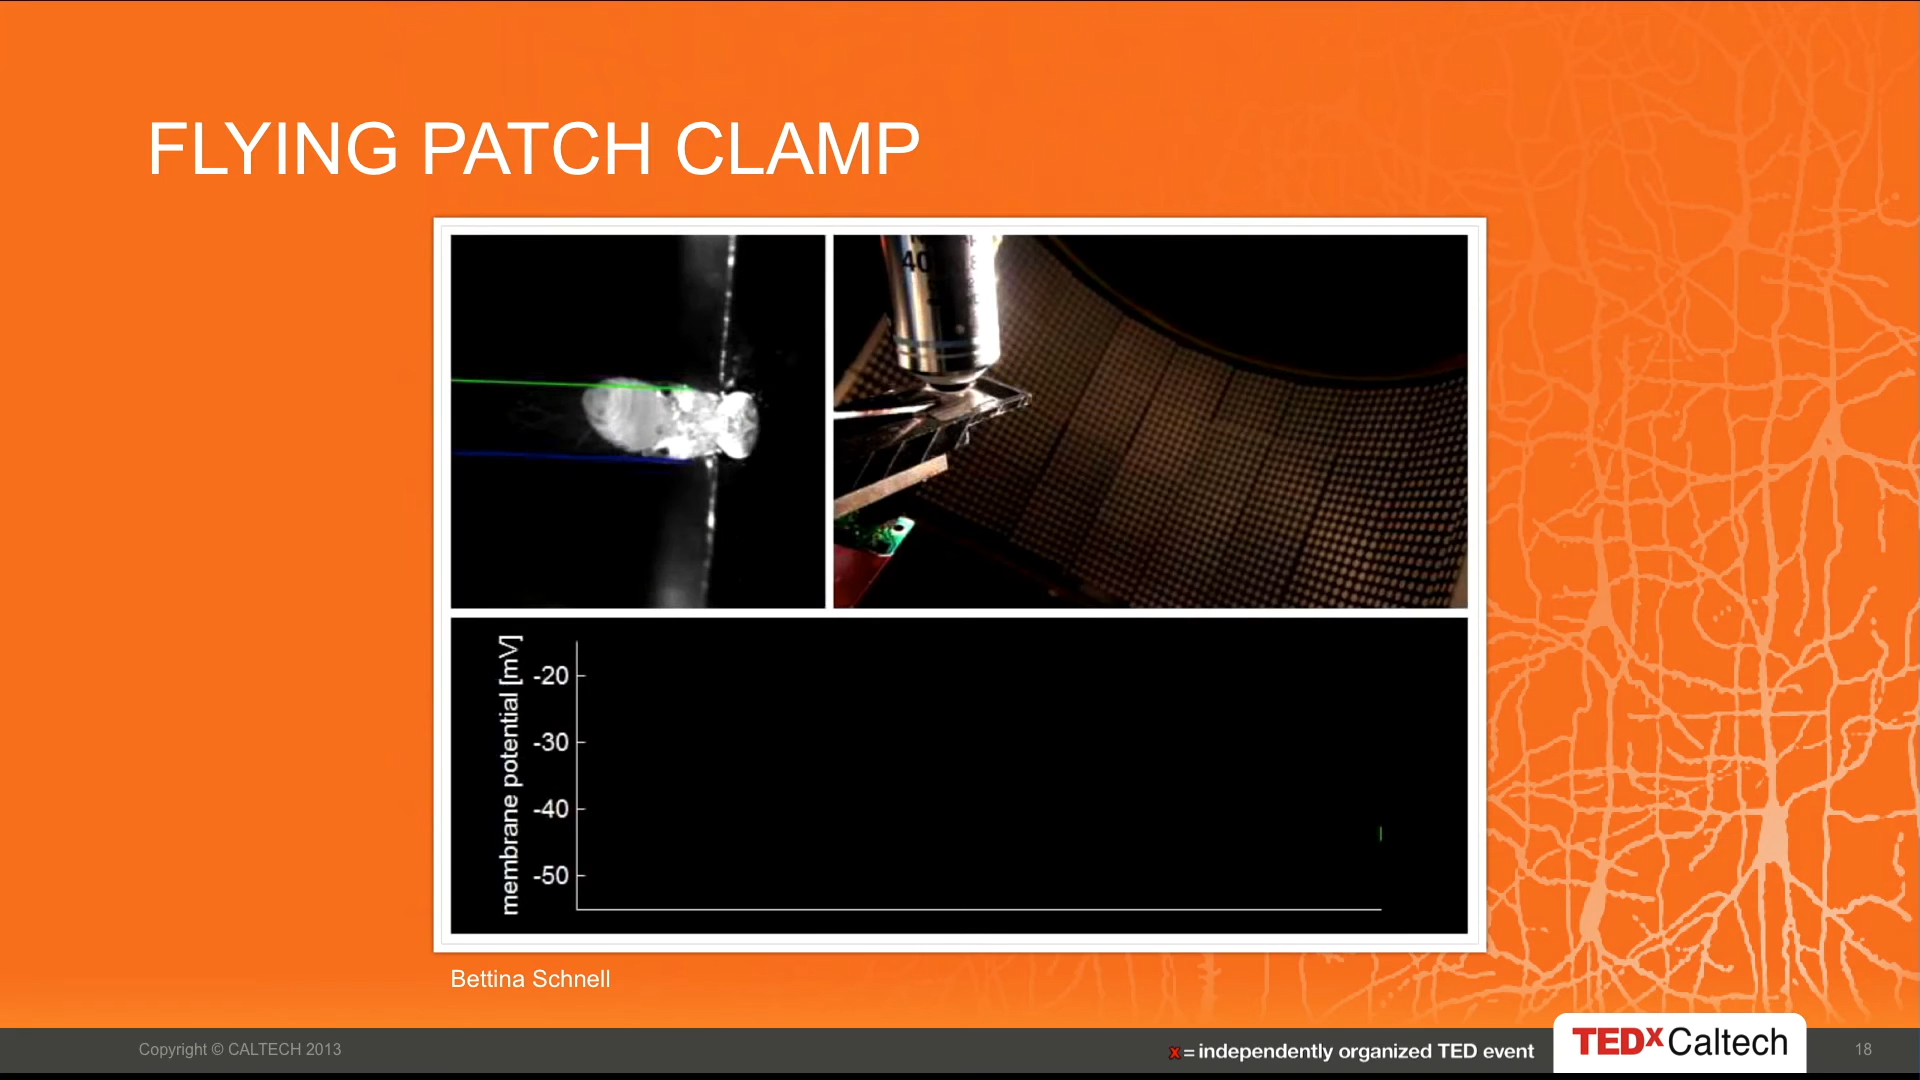 FLYING PATCH CLAMP
40
membrane potential [mV]
-20
-30
-40
-50
Bettina Schnell
Copyright © CALTECH 2013
x=independently organized TED event
TEDxCaltech
18